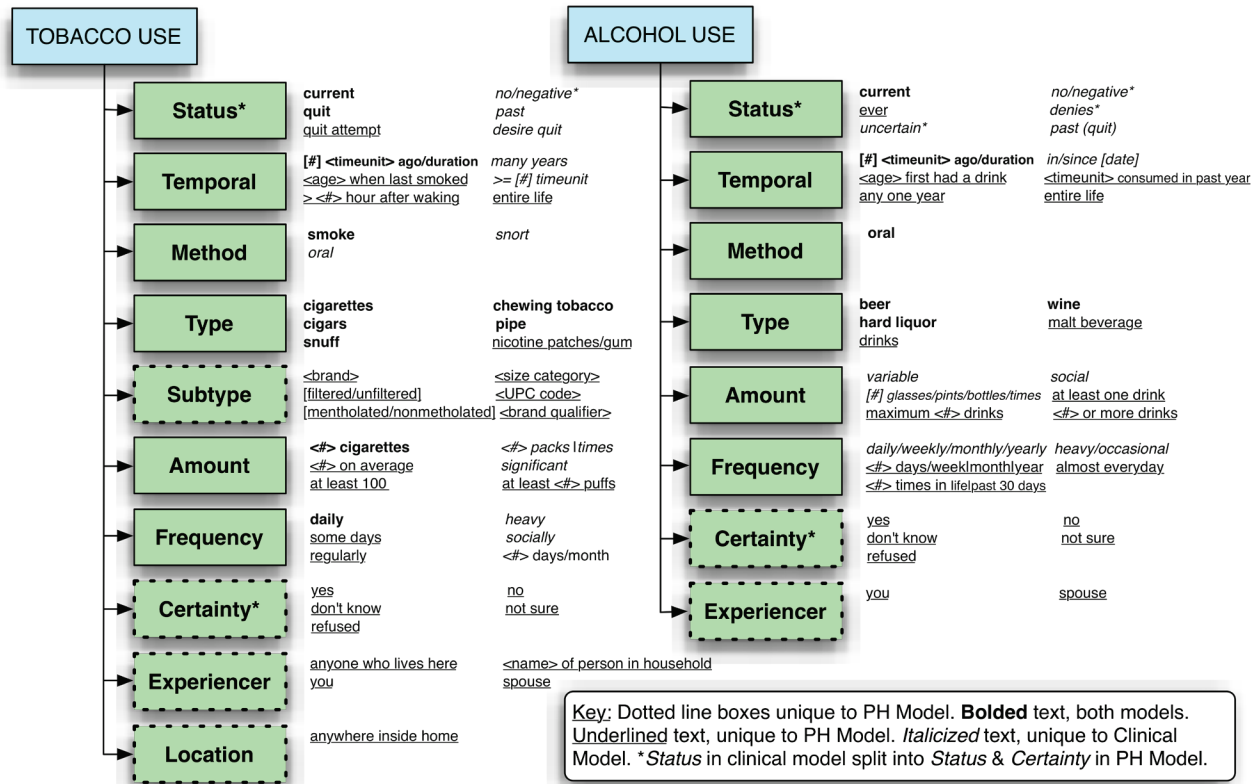 TOBACCO USE
Status*
current no/negative*
quit past
quit attempt desire quit
Temporal
[#] <timeunit> ago/duration many years
<age> when last smoked >= [#] timeunit
> <#> hour after waking entire life
Method
smoke snort
oral
Type
cigarettes chewing tobacco
cigars pipe
snuff nicotine patches/gum
Subtype
<brand> <size category>
[filtered/unfiltered] <UPC code>
[mentholated/nonmetholated] <brand qualifier>
Amount
<#> cigarettes <#> packs|times
<#> on average significant
at least 100 at least <#> puffs
Frequency
daily heavy
some days socially
regularly <#> days/month
Certainty*
yes no
don't know not sure
refused
Experiencer
anyone who lives here <name> of person in household
you spouse
Location
anywhere inside home
ALCOHOL USE
Status*
current no/negative*
ever denies*
uncertain* past (quit)
Temporal
[#] <timeunit> ago/duration in/since [date]
<age> first had a drink <timeunit> consumed in past year
any one year entire life
Method
oral
Type
beer wine
hard liquor malt beverage
drinks
Amount
variable social
[#] glasses/pints/bottles/times at least one drink
maximum <#> drinks <#> or more drinks
Frequency
daily/weekly/monthly/yearly heavy/occasional
<#> days/week|month|year almost everyday
<#> times in life|past 30 days
Certainty*
yes no
don't know not sure
refused
Experiencer
you spouse
Key: Dotted line boxes unique to PH Model. Bolded text, both models.
Underlined text, unique to PH Model. Italicized text, unique to Clinical
Model. *Status in clinical model split into Status & Certainty in PH Model.